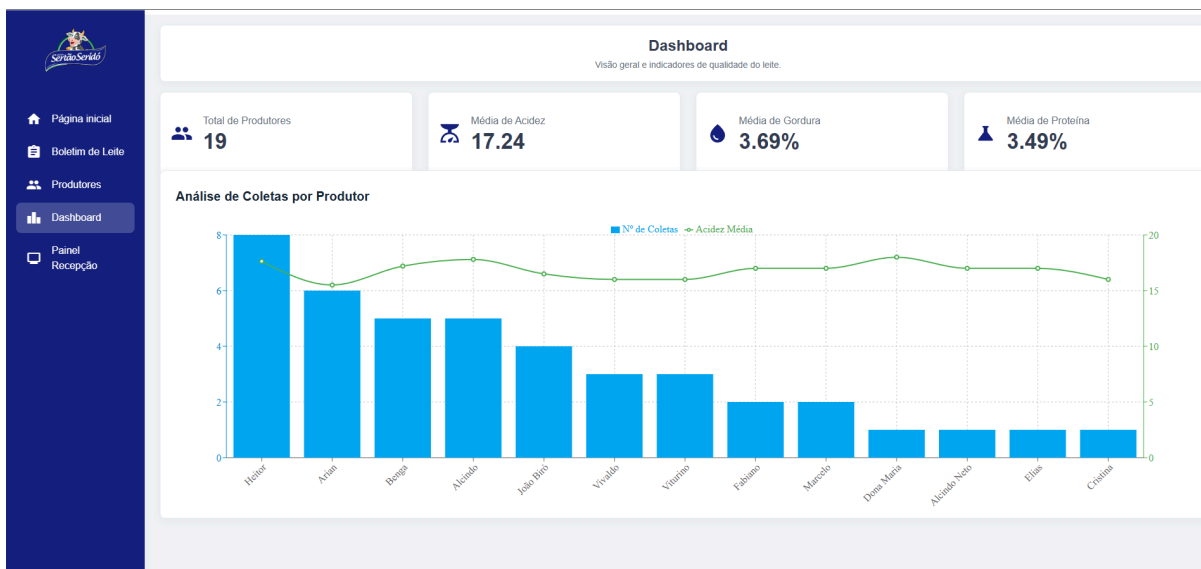 SertãoSeridó
Página inicial
Boletim de Leite
Produtores
Dashboard
Painel
Recepção
Dashboard
Visão geral e indicadores de qualidade do leite.
Total de Produtores
19
Média de Acidez
17.24
Média de Gordura
3.69%
Média de Proteína
3.49%
Análise de Coletas por Produtor
Nº de Coletas Acidez Média
8 20
6 15
4 10
2 5
0 0
Heitor Arian Benga Alcindo João Biró Vivaldo Viturino Fabiano Marcelo Dona Maria Alcindo Neto Elias Cristina